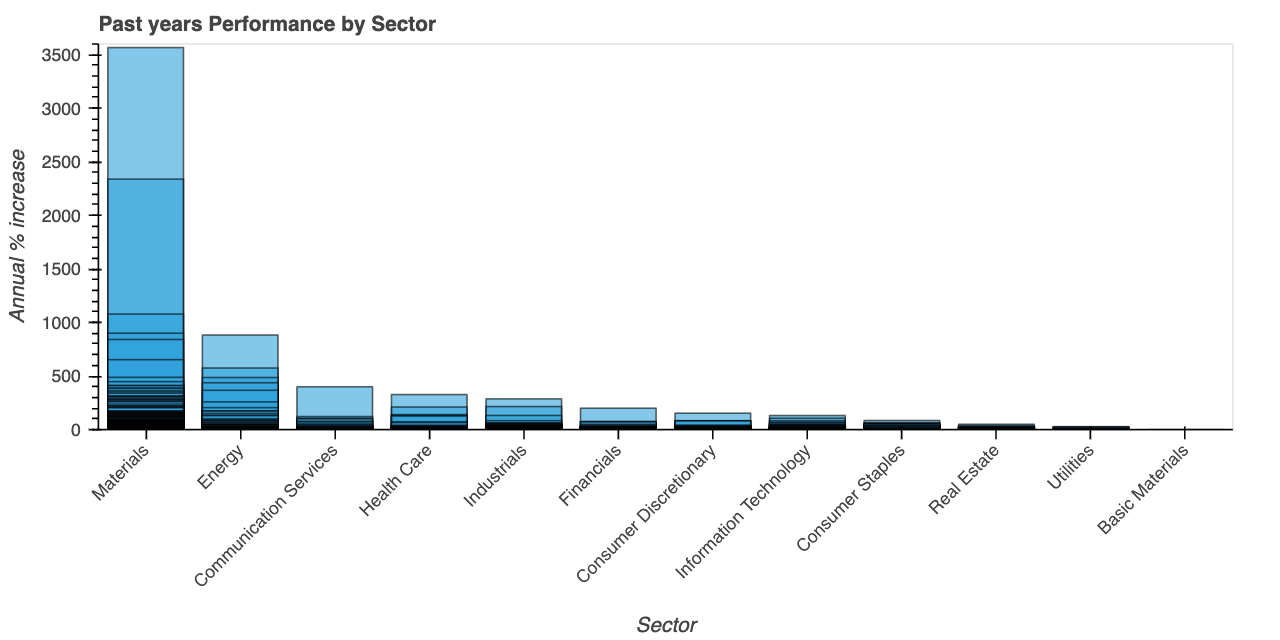 Past years Performance by Sector
Annual % increase
3500
3000
2500
2000
1500
1000
500
0
Materials
Energy
Communication Services
Health Care
Industrials
Financials
Consumer Discretionary
Information Technology
Consumer Staples
Real Estate
Utilities
Basic Materials
Sector